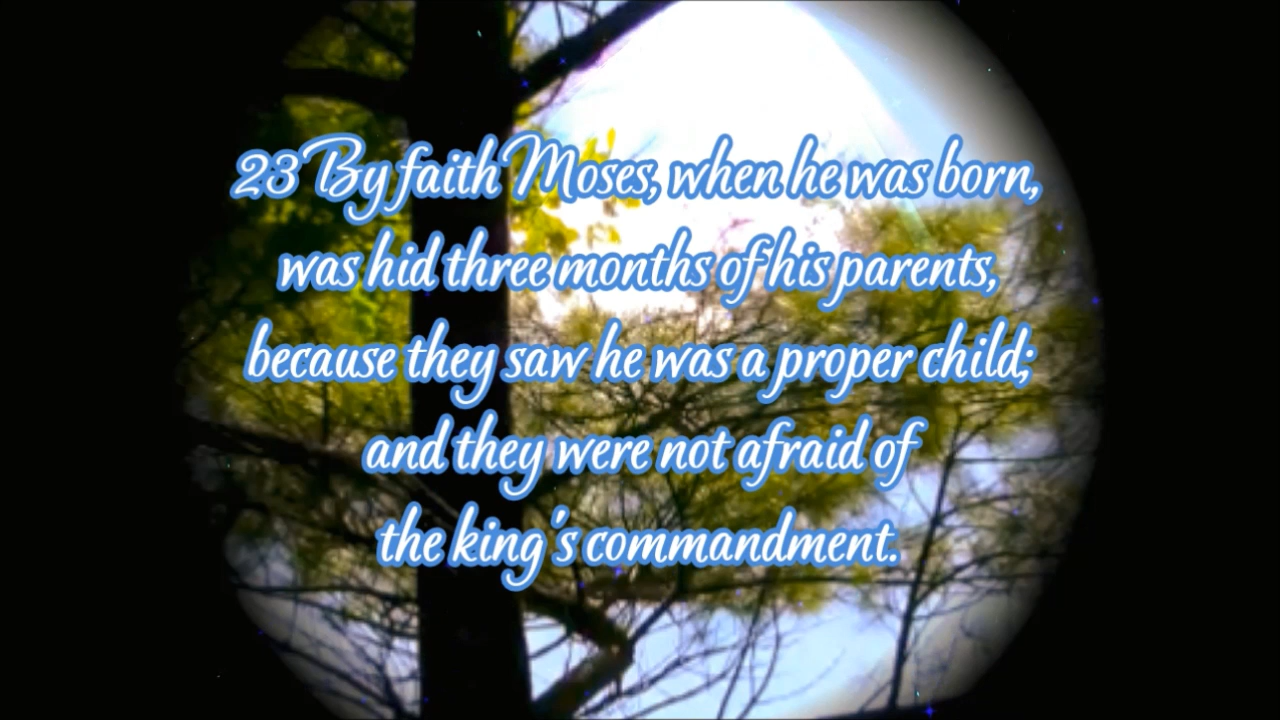 23 By faith Moses, when he was born,
was hid three months of his parents,
because they saw he was a proper child;
and they were not afraid of
the king's commandment.